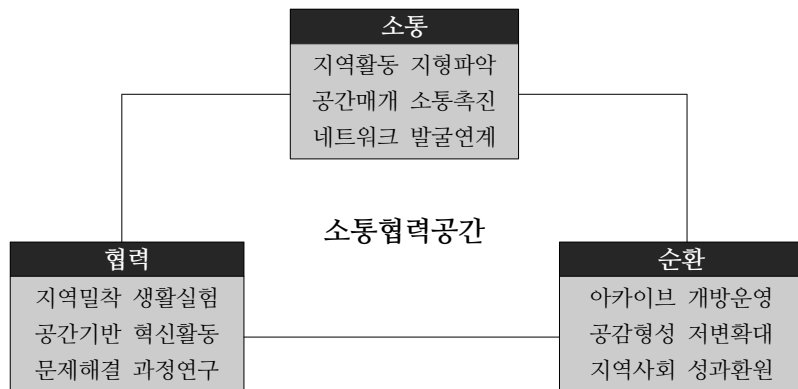 소통
지역활동 지형파악
공간매개 소통촉진
네트워크 발굴연계
소통협력공간
협력
지역밀착 생활실험
공간기반 혁신활동
문제해결 과정연구
순환
아카이브 개방운영
공감형성 저변확대
지역사회 성과환원